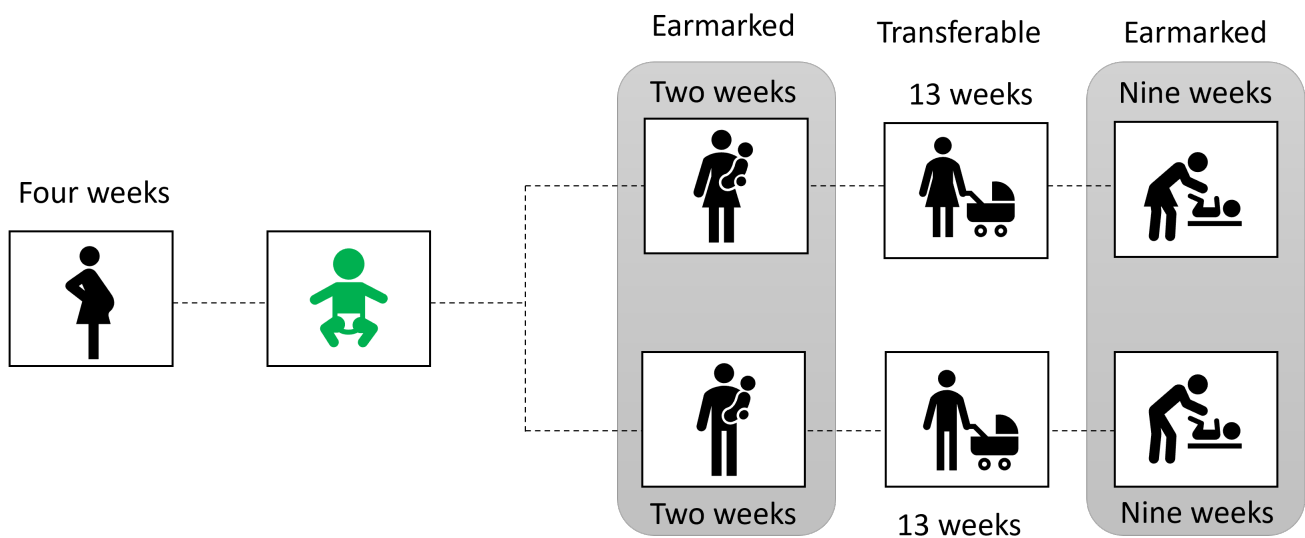 Earmarked
Transferable
Earmarked
Two weeks
13 weeks
Nine weeks
Four weeks
Two weeks
13 weeks
Nine weeks